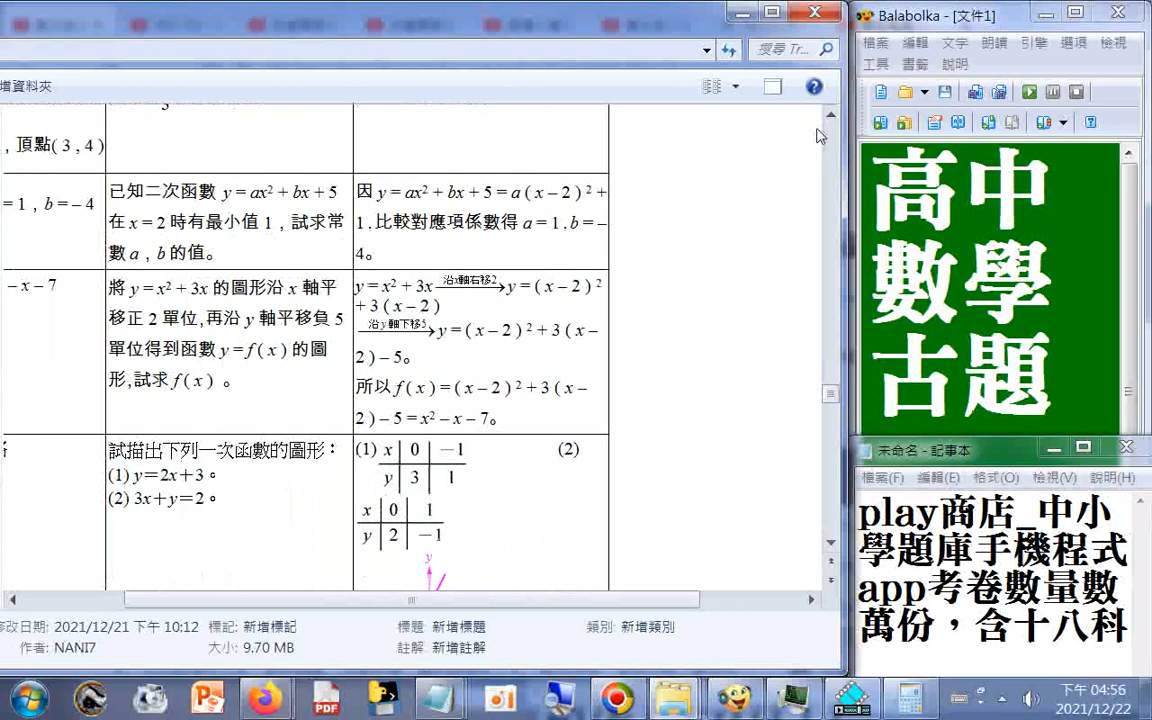 搜尋 Tr...
增資料夾
, 頂點( 3 , 4 )
= 1 , b = – 4
已知二次函數 y = ax² + bx + 5
在 x = 2 時有最小值 1 , 試求常
數 a , b 的值。
因 y = ax² + bx + 5 = a ( x – 2 ) ² +
1 , 比較對應項係數得 a = 1 , b = –
4。
– x – 7
將 y = x² + 3x 的圖形沿 x 軸平
移正 2 單位 , 再沿 y 軸平移負 5
單位得到函數 y = f ( x ) 的圖
形 , 試求 f ( x ) 。
y = x² + 3x 沿x軸右移2 y = ( x – 2 ) ²
+ 3 ( x – 2 )
沿y軸下移5 y = ( x – 2 ) ² + 3 ( x –
2 ) – 5。
所以 f ( x ) = ( x – 2 ) ² + 3 ( x –
2 ) – 5 = x² – x – 7。
試描出下列一次函數的圖形：
(1) y＝2x＋3。
(2) 3x＋y＝2。
(1) x 0 －1 (2)
y 3 1
x 0 1
y 2 －1
y
修改日期: 2021/12/21 下午 10:12 標記: 新增標記 標題: 新增標題 類別: 新增類別
作者: NANI7 大小: 9.70 MB 註解: 新增註解
Balabolka - [文件1]
檔案 編輯 文字 朗讀 引擎 選項 檢視
工具 書籤 說明
高中
數學
古題
未命名 - 記事本
檔案(F) 編輯(E) 格式(O) 檢視(V) 說明(H)
play商店_中小
學題庫手機程式
app考卷數量數
萬份，含十八科
PDF
下午 04:56
2021/12/22